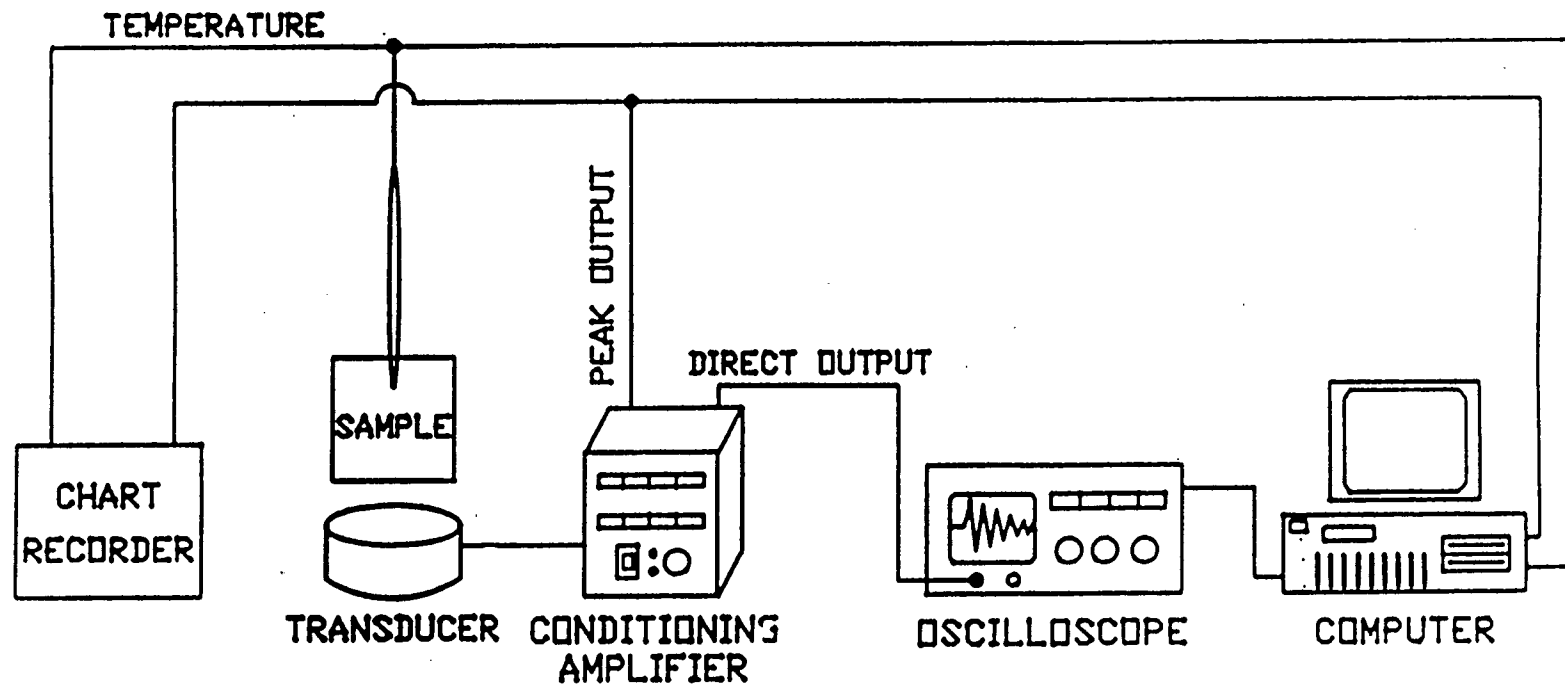 TEMPERATURE
PEAK OUTPUT
DIRECT OUTPUT
SAMPLE
CHART
RECORDER
TRANSDUCER
CONDITIONING
AMPLIFIER
OSCILLOSCOPE
COMPUTER